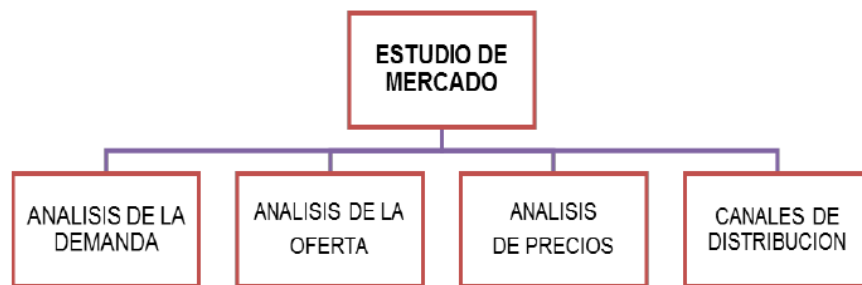 ESTUDIO DE
MERCADO
ANALISIS DE LA
DEMANDA
ANALISIS DE LA
OFERTA
ANALISIS
DE PRECIOS
CANALES DE
DISTRIBUCION